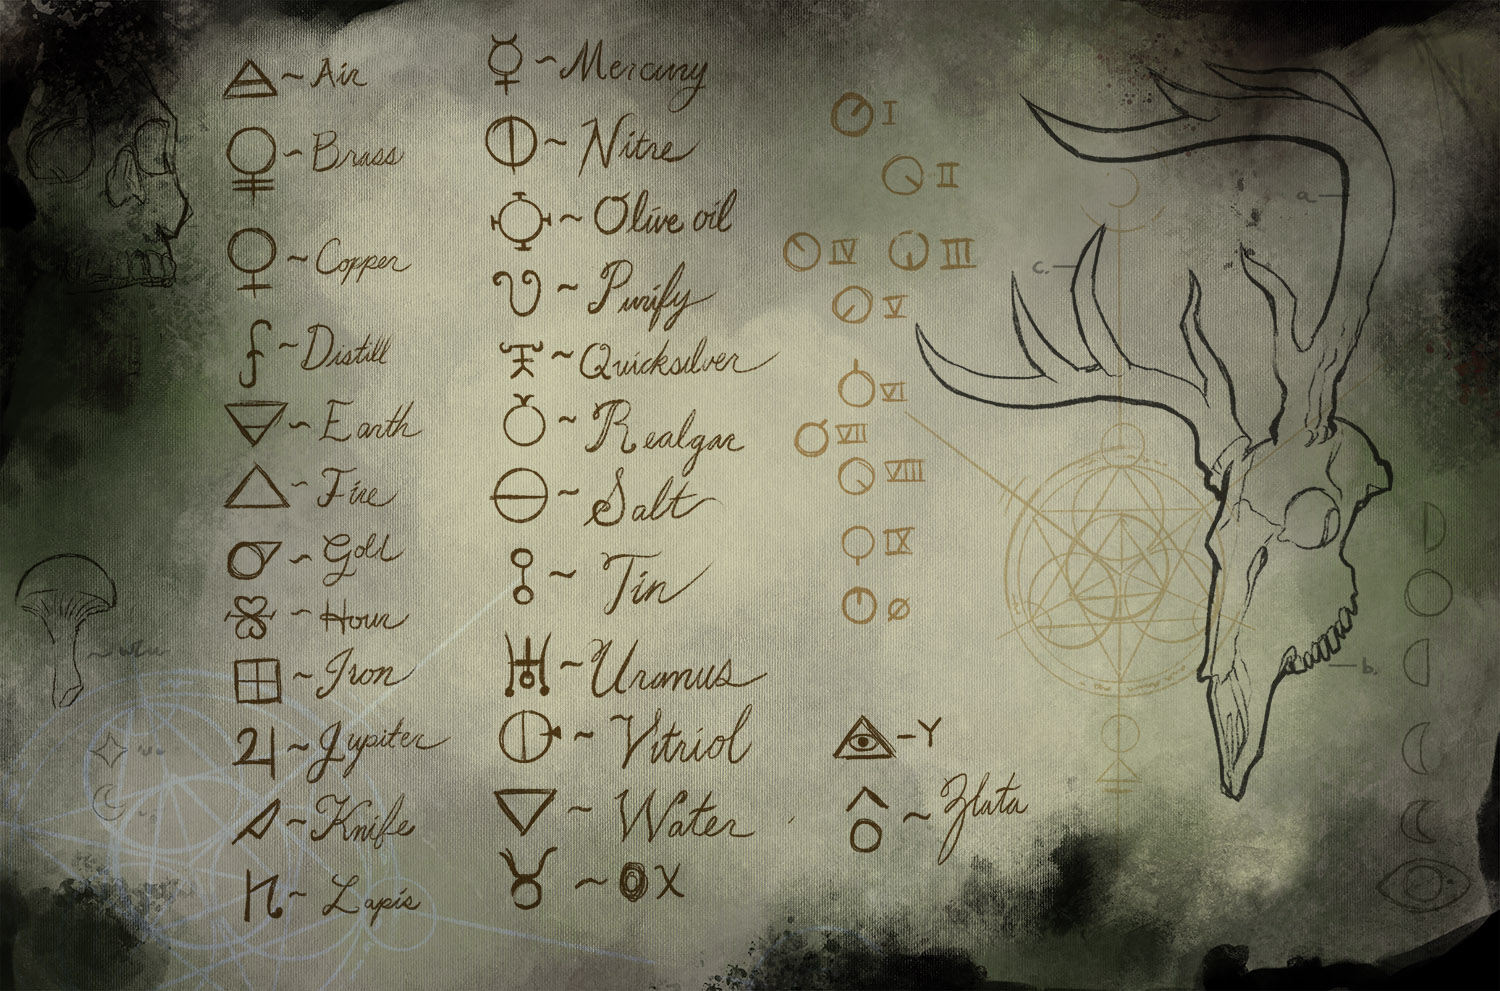 ~ Air
~ Brass
~ Copper
~ Distill
~ Earth
~ Fire
~ Gold
~ Hour
~ Iron
~ Jupiter
~ Knife
~ Lapis
~ Mercury
~ Nitre
~ Olive oil
~ Purify
~ Quicksilver
~ Realgar
~ Salt
~ Tin
~ Uranus
~ Vitriol
~ Water
~ OX
I
II
IV III
V
VI
VII
VIII
IX
ø
– Y
~ Zlata
a.
c.
b.